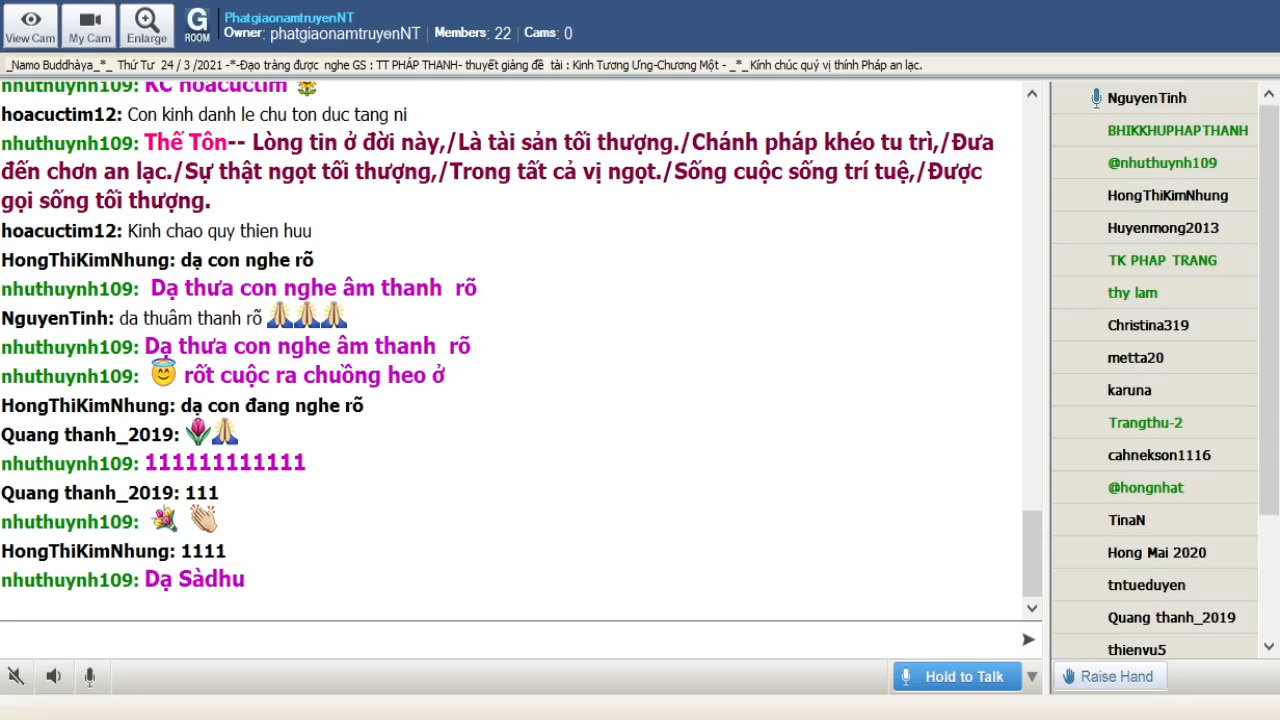 View Cam
My Cam
Enlarge
G ROOM
PhatgiaonamtruyenNT
Owner: phatgiaonamtruyenNT | Members: 22 | Cams: 0
_Namo Buddhàya_*_ Thứ Tư 24 / 3 /2021 -*-Đạo tràng được nghe GS : TT PHÁP THANH- thuyết giảng đề tài : Kinh Tương Ưng-Chương Một - _*_Kính chúc quý vị thính Pháp an lạc.
nhuthuynh109: KC hoacuctim
hoacuctim12: Con kinh danh le chu ton duc tang ni
nhuthuynh109: Thế Tôn-- Lòng tin ở đời này,/Là tài sản tối thượng./Chánh pháp khéo tu trì,/Đưa
đến chơn an lạc./Sự thật ngọt tối thượng,/Trong tất cả vị ngọt./Sống cuộc sống trí tuệ,/Được
gọi sống tối thượng.
hoacuctim12: Kinh chao quy thien huu
HongThiKimNhung: dạ con nghe rõ
nhuthuynh109: Dạ thưa con nghe âm thanh rõ
NguyenTinh: da thuâm thanh rõ
nhuthuynh109: Dạ thưa con nghe âm thanh rõ
nhuthuynh109: rốt cuộc ra chuồng heo ở
HongThiKimNhung: dạ con đang nghe rõ
Quang thanh_2019:
nhuthuynh109: 111111111111
Quang thanh_2019: 111
nhuthuynh109:
HongThiKimNhung: 1111
nhuthuynh109: Dạ Sàdhu
NguyenTinh
BHIKKHUPHAPTHANH
@nhuthuynh109
HongThiKimNhung
Huyenmong2013
TK PHAP TRANG
thy lam
Christina319
metta20
karuna
Trangthu-2
cahnekson1116
@hongnhat
TinaN
Hong Mai 2020
tntueduyen
Quang thanh_2019
thienvu5
Hold to Talk
Raise Hand